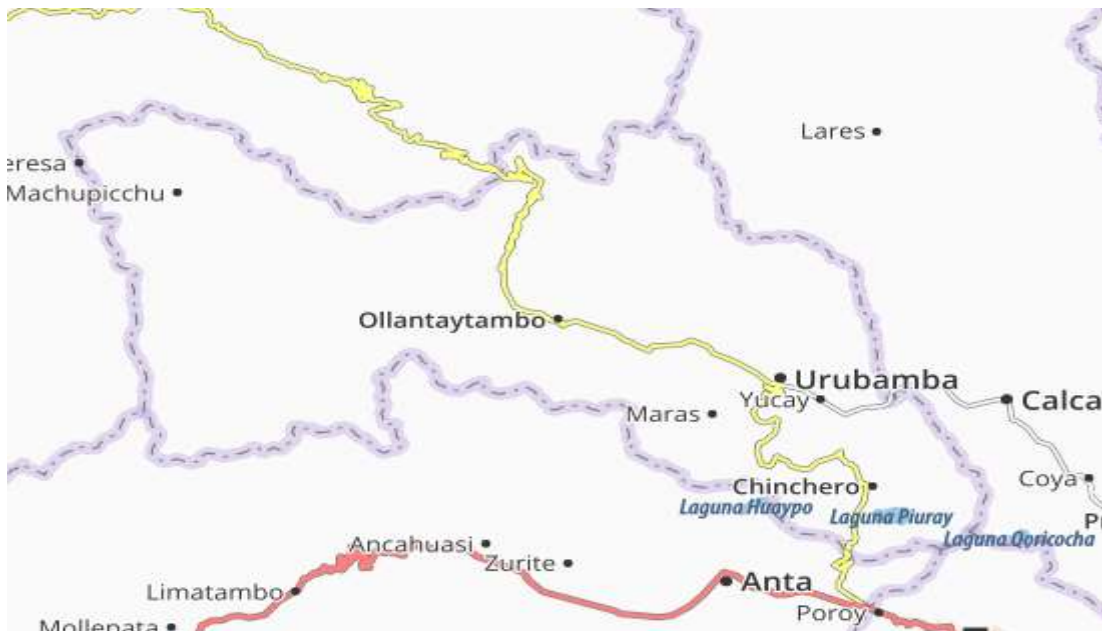 Lares
eresa
Machupicchu
Ollantaytambo
Urubamba
Yucay
Calca
Maras
Coya
Chinchero
Laguna Huaypo
Laguna Piuray
Laguna Qoricocha
Ancahuasi
Zurite
Anta
Limatambo
Poroy
Mollepata